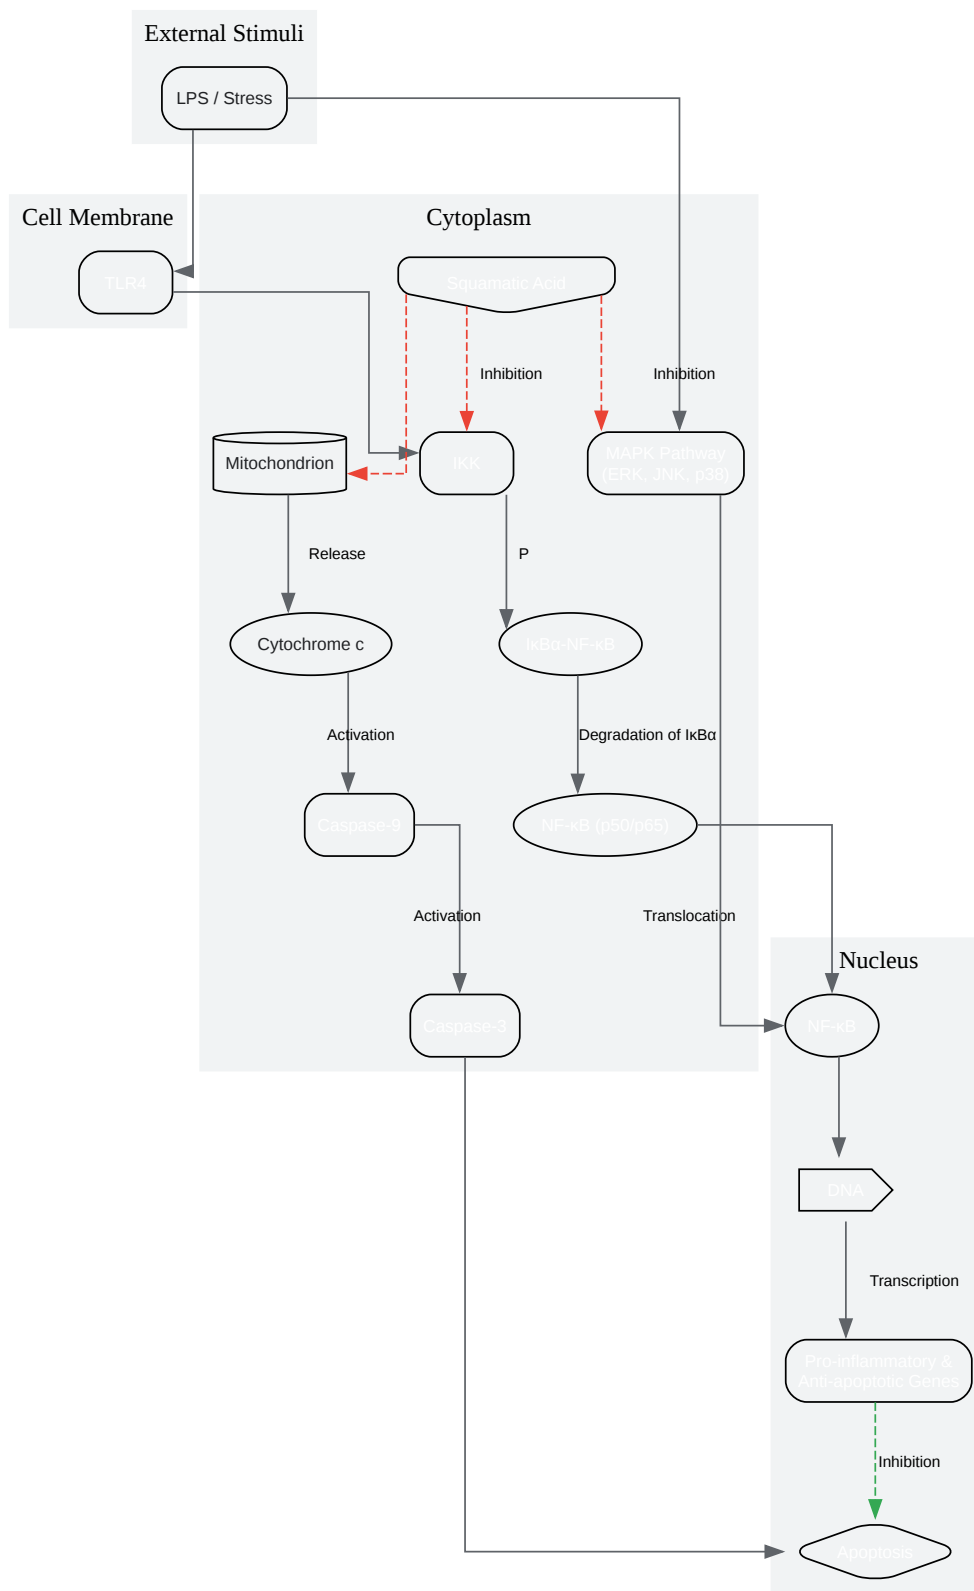 External Stimuli
LPS / Stress
Cell Membrane
Cytoplasm
TLR4
Squamatic Acid
Inhibition
Inhibition
Mitochondrion
IKK
MAPK Pathway
(ERK, JNK, p38)
Release
P
Cytochrome c
IκBα-NF-κB
Activation
Degradation of IκBα
Caspase-9
NF-κB (p50/p65)
Activation
Translocation
Nucleus
Caspase-3
NF-κB
DNA
Transcription
Pro-inflammatory &
Anti-apoptotic Genes
Inhibition
Apoptosis